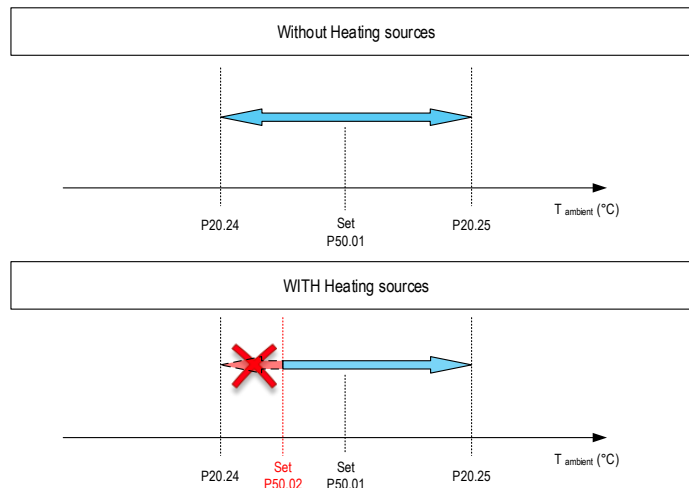 Without Heating sources
T ambient (°C)
P20.24
Set
P50.01
P20.25
WITH Heating sources
T ambient (°C)
P20.24
Set
P50.02
Set
P50.01
P20.25